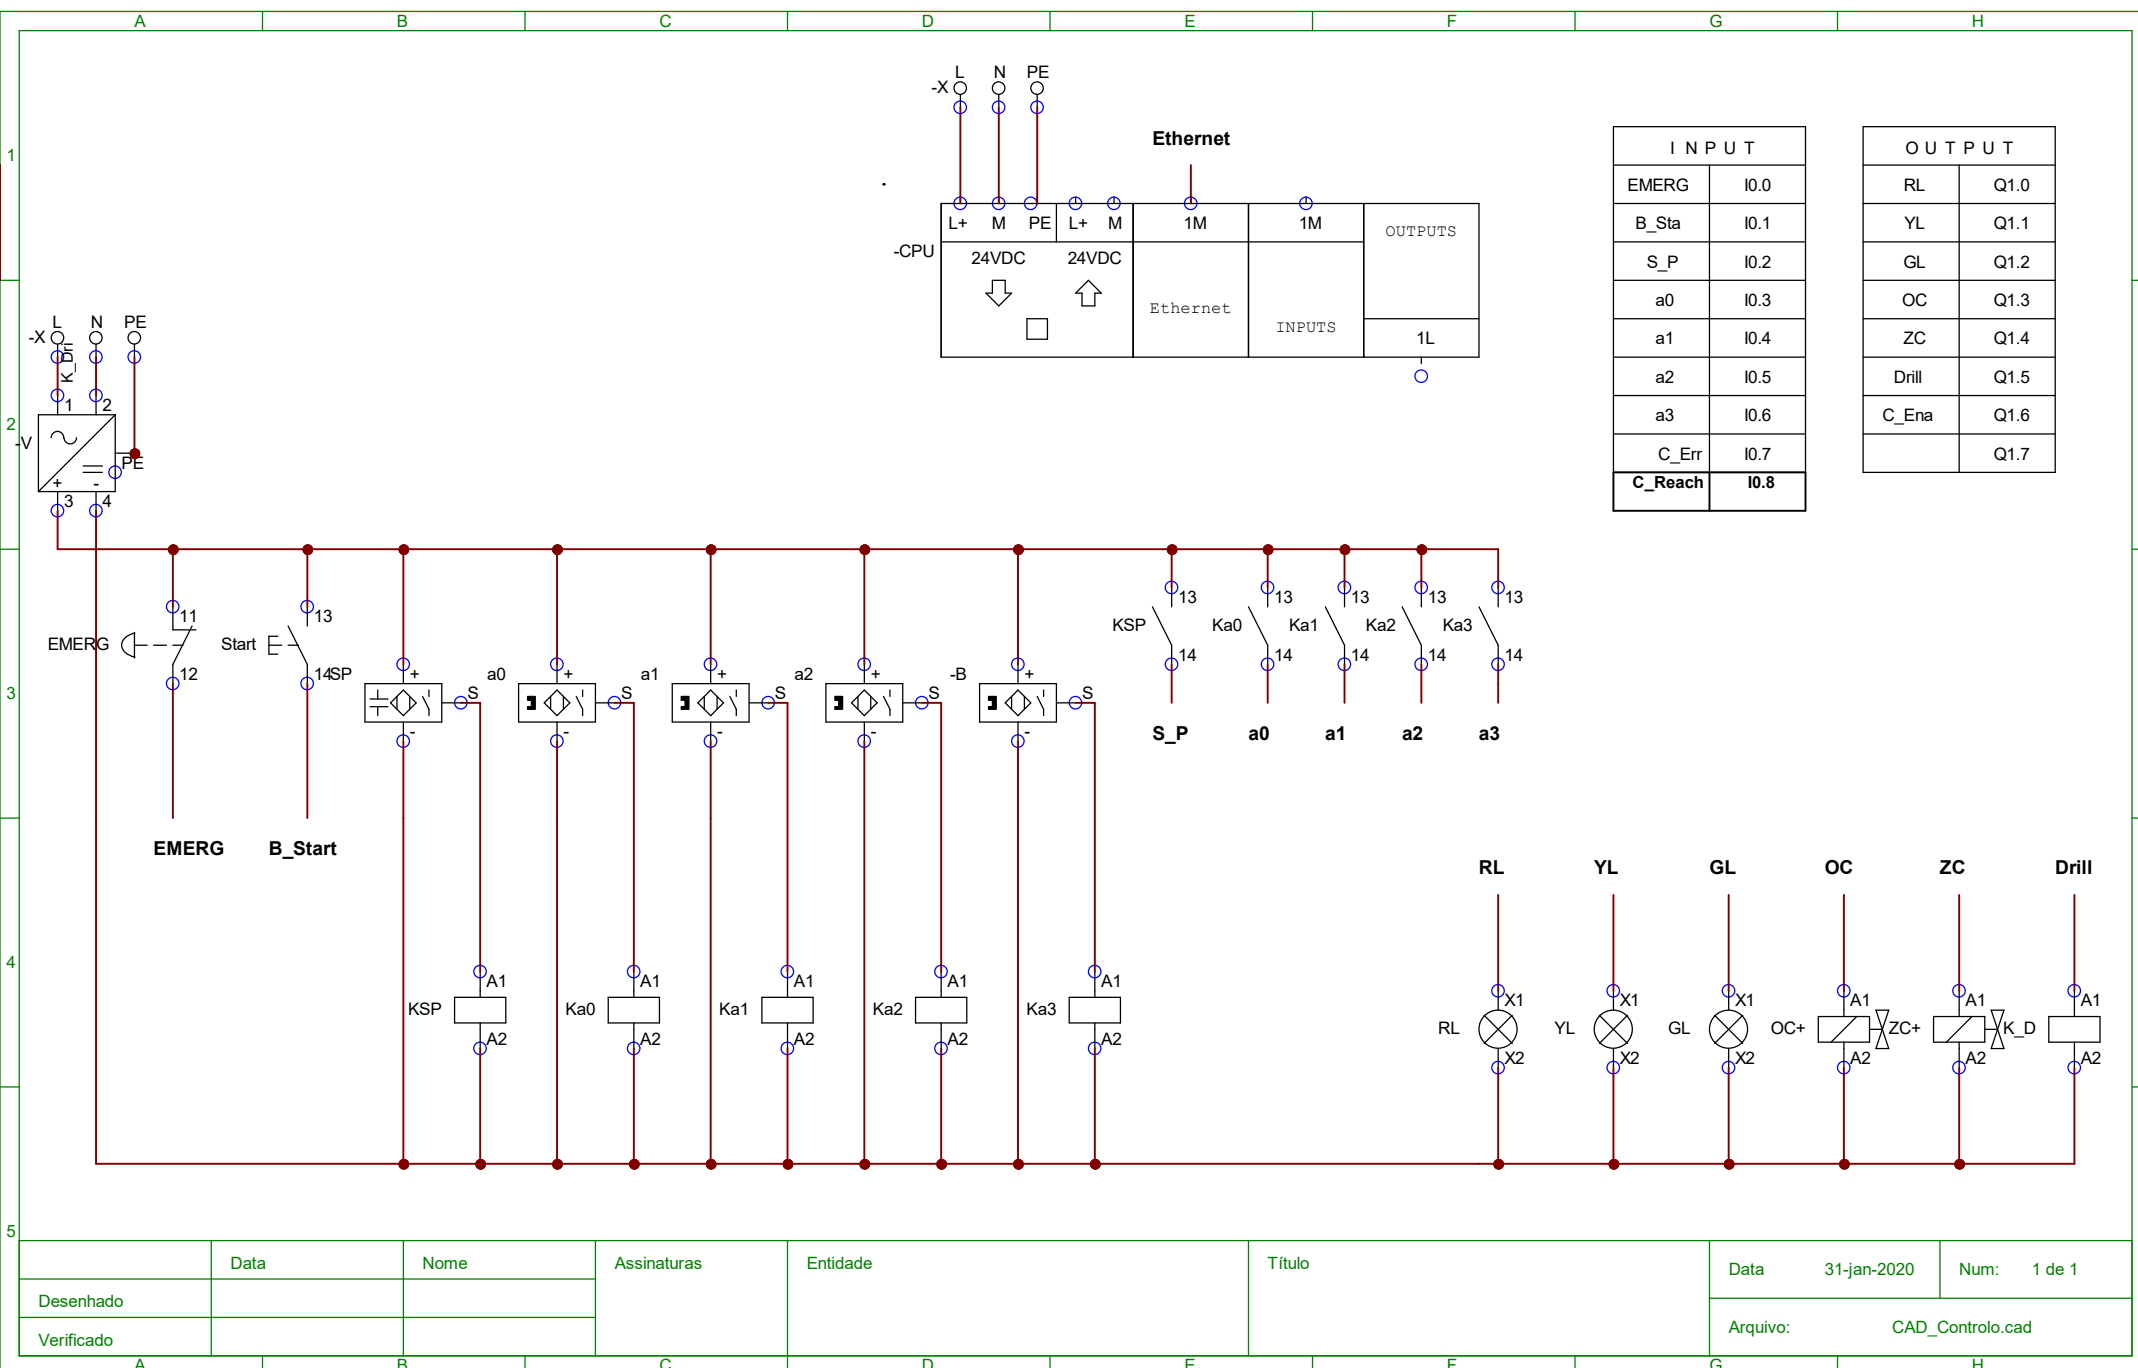 A B C D E F G H
1
2
3
4
5
-X L N PE
Ethernet
L+ M PE L+ M 1M 1M OUTPUTS
-CPU 24VDC 24VDC
Ethernet
INPUTS
1L
INPUT
EMERG I0.0
B_Sta I0.1
S_P I0.2
a0 I0.3
a1 I0.4
a2 I0.5
a3 I0.6
C_Err I0.7
C_Reach I0.8
OUTPUT
RL Q1.0
YL Q1.1
GL Q1.2
OC Q1.3
ZC Q1.4
Drill Q1.5
C_Ena Q1.6
Q1.7
L N PE
-X
K_Dri
1 2
-V
PE
+ -
3 4
11 13
EMERG Start
12 14
SP + S -
a0 + S -
a1 + S -
a2 + S -
-B + S -
13 13 13 13 13
KSP Ka0 Ka1 Ka2 Ka3
14 14 14 14 14
S_P a0 a1 a2 a3
EMERG B_Start
RL YL GL OC ZC Drill
A1 A1 A1 A1 A1
KSP Ka0 Ka1 Ka2 Ka3
A2 A2 A2 A2 A2
X1 X1 X1 A1 A1 A1
RL YL GL OC+ ZC+ K_D
X2 X2 X2 A2 A2 A2
Data Nome Assinaturas Entidade Título
Data 31-jan-2020 Num: 1 de 1
Desenhado
Verificado
Arquivo: CAD_Controlo.cad
A B C D E F G H